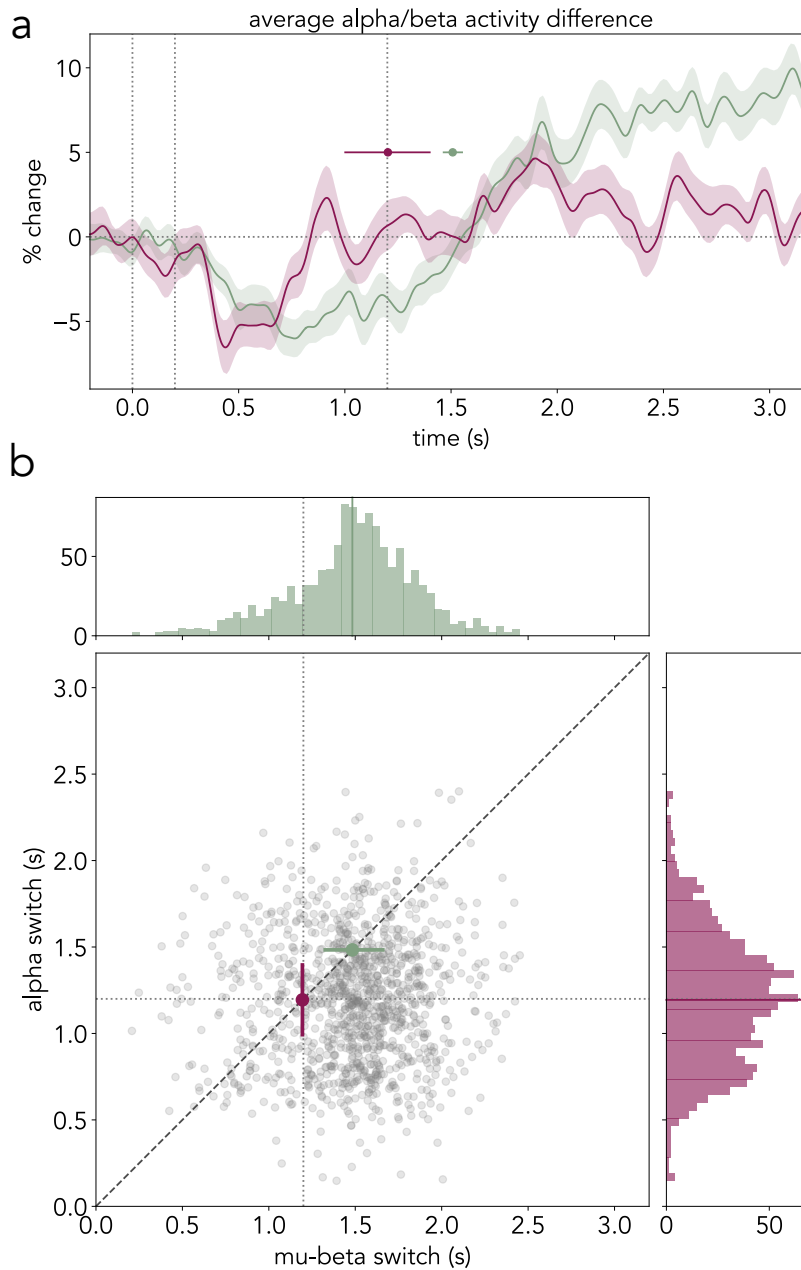 a
average alpha/beta activity difference
10
5
0
−5
% change
0.0 0.5 1.0 1.5 2.0 2.5 3.0
time (s)
b
50
0
3.0
2.5
2.0
1.5
1.0
0.5
0.0
alpha switch (s)
0.0 0.5 1.0 1.5 2.0 2.5 3.0
mu-beta switch (s)
0 50